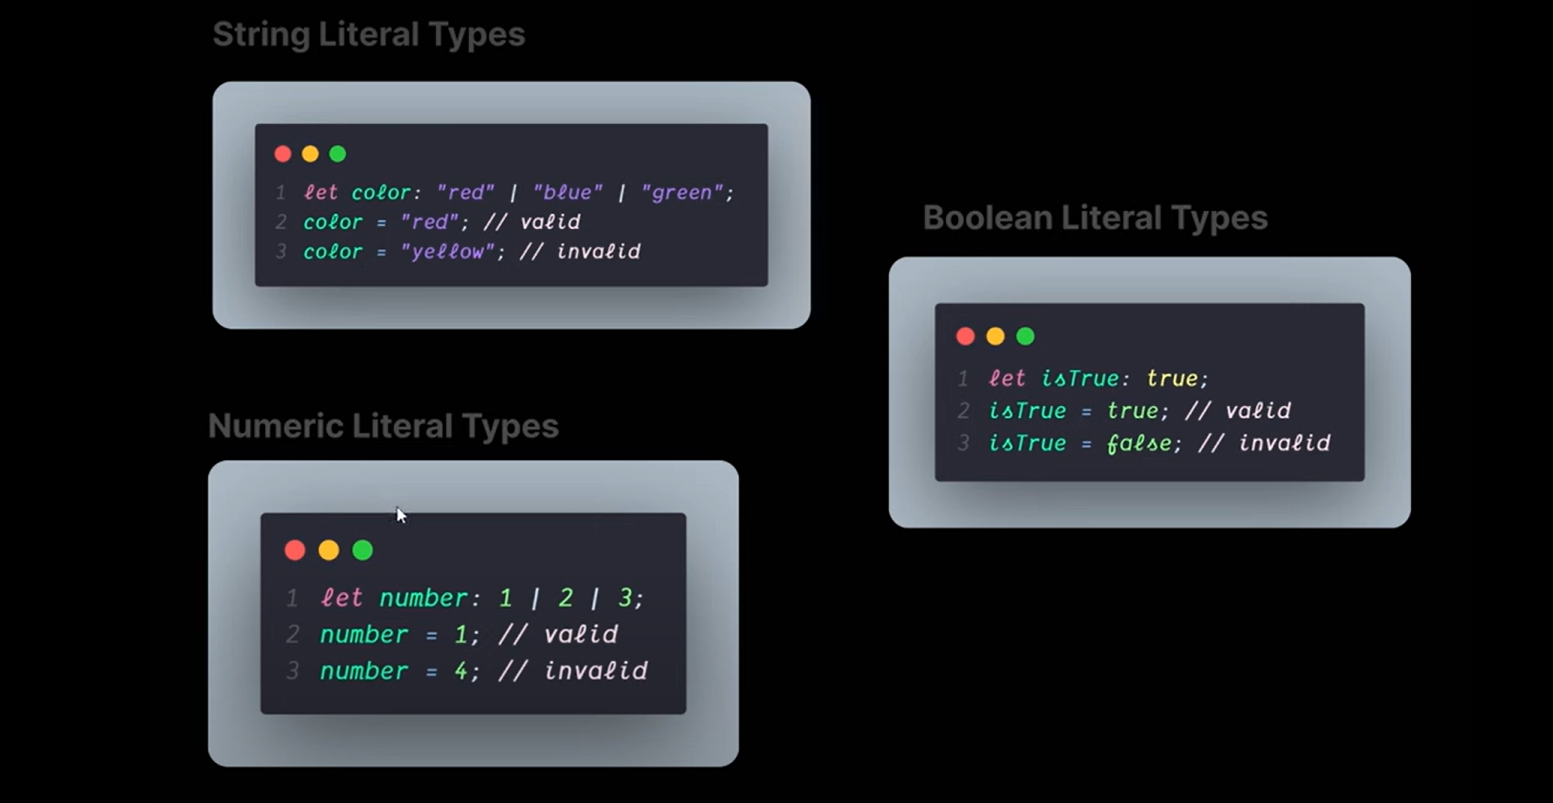 String Literal Types
1 let color: "red" | "blue" | "green";
2 color = "red"; // valid
3 color = "yellow"; // invalid
Numeric Literal Types
1 let number: 1 | 2 | 3;
2 number = 1; // valid
3 number = 4; // invalid
Boolean Literal Types
1 let isTrue: true;
2 isTrue = true; // valid
3 isTrue = false; // invalid